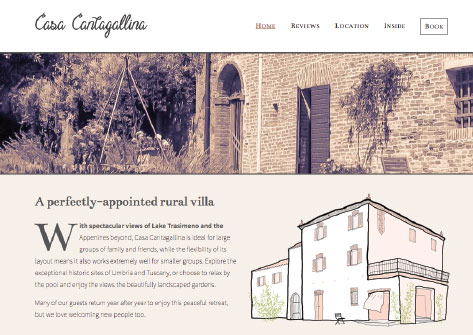 Casa Cantagallina
Home Reviews Location Inside Book
A perfectly-appointed rural villa
With spectacular views of Lake Trasimeno and the
Appenines beyond, Casa Cantagallina is ideal for large
groups of family and friends, while the flexibility of its
layout means it also works extremely well for smaller groups. Explore the
exceptional historic sites of Umbria and Tuscany, or choose to relax by
the pool and enjoy the views the beautifully landscaped gardens.
Many of our guests return year after year to enjoy this peaceful retreat,
but we love welcoming new people too.